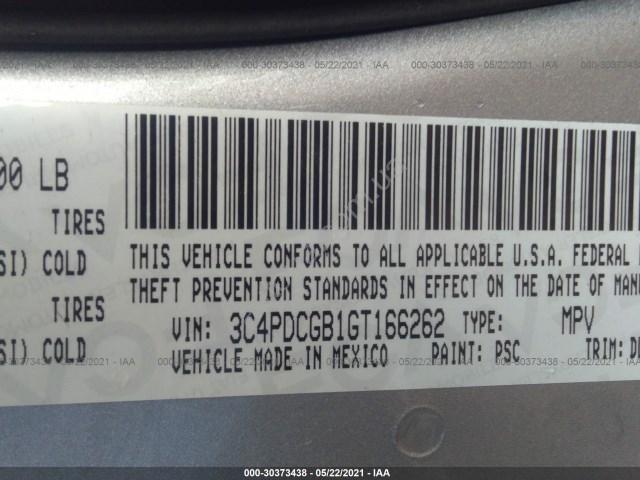 000-30373438 - 05/22/2021 - IAA
00 LB
TIRES
SI) COLD
TIRES
SI) COLD
THIS VEHICLE CONFORMS TO ALL APPLICABLE U.S.A. FEDERAL
THEFT PREVENTION STANDARDS IN EFFECT ON THE DATE OF MANU
VIN: 3C4PDCGB1GT166262 TYPE: MPV
VEHICLE MADE IN MEXICO PAINT: PSC TRIM:
000-30373438 - 05/22/2021 - IAA